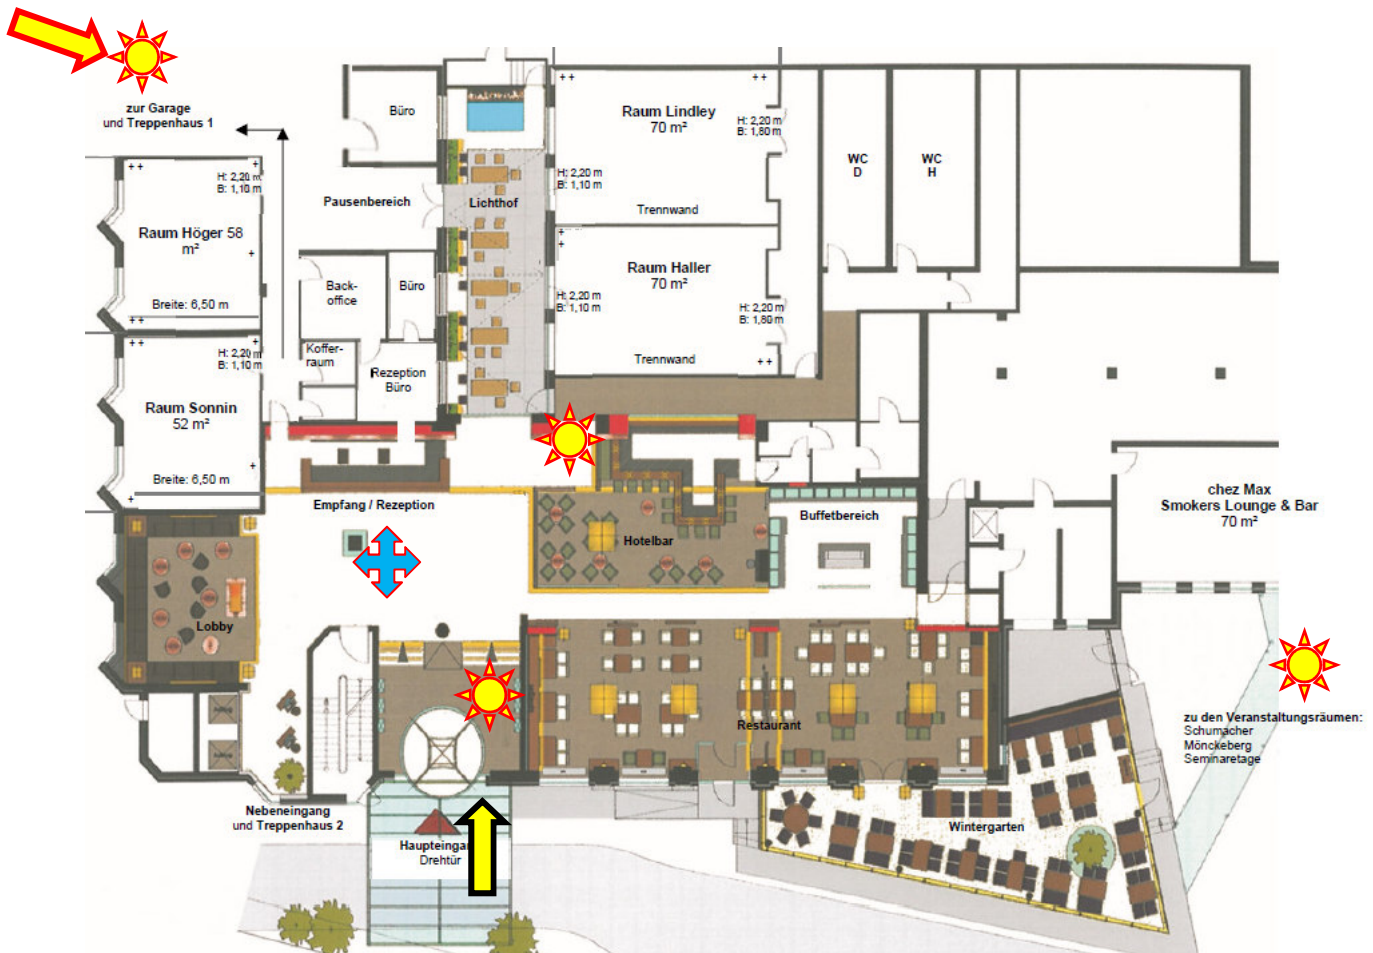 zur Garage
und Treppenhaus 1
Büro
Raum Lindley
70 m²
H: 2,20 m
B: 1,80 m
WC
D
WC
H
H: 2,20 m
B: 1,10 m
H: 2,20 m
B: 1,10 m
Pausenbereich
Lichthof
Trennwand
Raum Höger 58
m²
Raum Haller
70 m²
Back-
office
Büro
Breite: 6,50 m
H: 2,20 m
B: 1,10 m
H: 2,20 m
B: 1,80 m
H: 2,20 m
B: 1,10 m
Koffer-
raum
Trennwand
Rezeption
Büro
Raum Sonnin
52 m²
Breite: 6,50 m
Empfang / Rezeption
chez Max
Smokers Lounge & Bar
70 m²
Buffetbereich
Hotelbar
Lobby
Restaurant
zu den Veranstaltungsräumen:
Schumacher
Mönckeberg
Seminaretage
Nebeneingang
und Treppenhaus 2
Wintergarten
Haupteingan
Drehtür